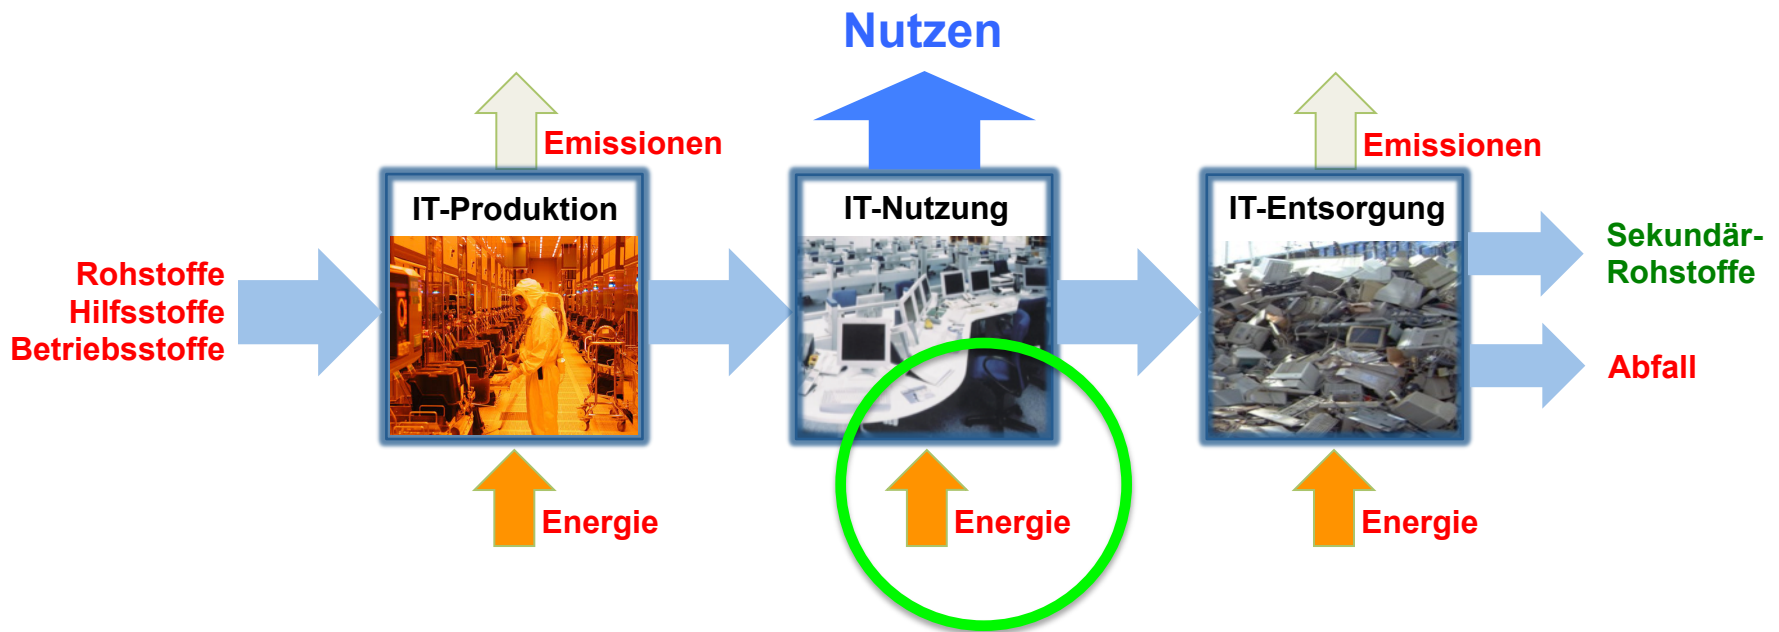 Nutzen
Emissionen
Emissionen
IT-Produktion
IT-Nutzung
IT-Entsorgung
Rohstoffe
Hilfsstoffe
Betriebsstoffe
Sekundär-
Rohstoffe
Abfall
Energie
Energie
Energie